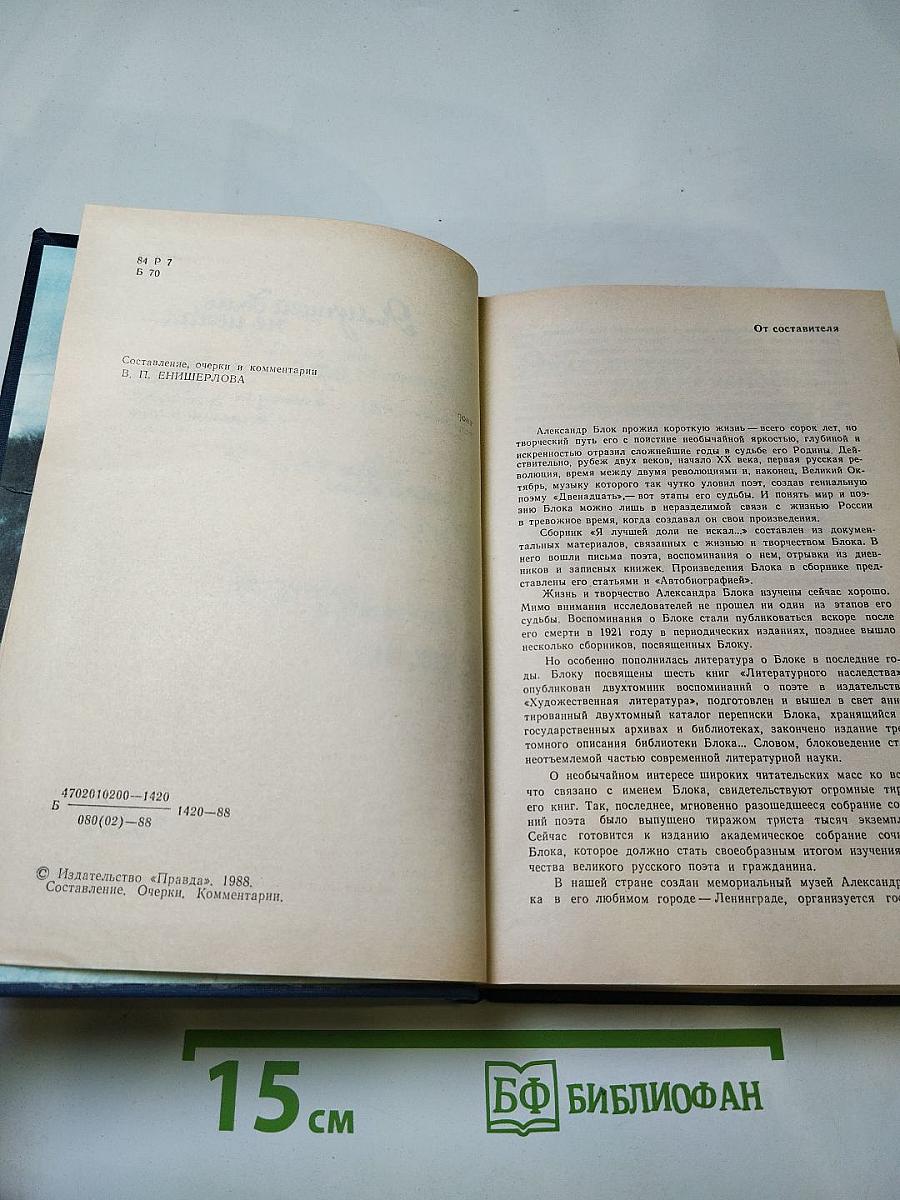 84 Р 7
Б 70
Составление, очерки и комментарии
В. П. ЕНИШЕРЛОВА
4702010200—1420
Б 1420—88
080(02)—88
© Издательство «Правда». 1988.
Составление. Очерки. Комментарии.
От составителя
Александр Блок прожил короткую жизнь — всего сорок лет, но
творческий путь его с поистине необычайной яркостью, глубиной и
искренностью отразил сложнейшие годы в судьбе его Родины. Дей-
ствительно, рубеж двух веков, начало XX века, первая русская ре-
волюция, время между двумя революциями и, наконец, Великий Ок-
тябрь, музыку которого так чутко уловил поэт, создав гениальную
поэму «Двенадцать»,— вот этапы его судьбы. И понять мир и поэ-
зию Блока можно лишь в неразделимой связи с жизнью России
в тревожное время, когда создавал он свои произведения.
Сборник «Я лучшей доли не искал...» составлен из докумен-
тальных материалов, связанных с жизнью и творчеством Блока. В
него вошли письма поэта, воспоминания о нем, отрывки из днев-
ников и записных книжек. Произведения Блока в сборнике пред-
ставлены его статьями и «Автобиографией».
Жизнь и творчество Александра Блока изучены сейчас хорошо.
Мимо внимания исследователей не прошел ни один из этапов его
судьбы. Воспоминания о Блоке стали публиковаться вскоре после
его смерти в 1921 году в периодических изданиях, позднее вышло
несколько сборников, посвященных Блоку.
Но особенно пополнилась литература о Блоке в последние го-
ды. Блоку посвящены шесть книг «Литературного наследства»
опубликован двухтомник воспоминаний о поэте в издательств
«Художественная литература», подготовлен и вышел в свет анн
тированный двухтомный каталог переписки Блока, хранящийся
государственных архивах и библиотеках, закончено издание тре
томного описания библиотеки Блока... Словом, блоковедение ст
неотъемлемой частью современной литературной науки.
О необычайном интересе широких читательских масс ко вс
что связано с именем Блока, свидетельствуют огромные тир
его книг. Так, последнее, мгновенно разошедшееся собрание со
ний поэта было выпущено тиражом триста тысяч экземпл
Сейчас готовится к изданию академическое собрание сочи
Блока, которое должно стать своеобразным итогом изучения
чества великого русского поэта и гражданина.
В нашей стране создан мемориальный музей Александр
ка в его любимом городе — Ленинграде, организуется гос
15 см
БФ БИБЛИОФАН